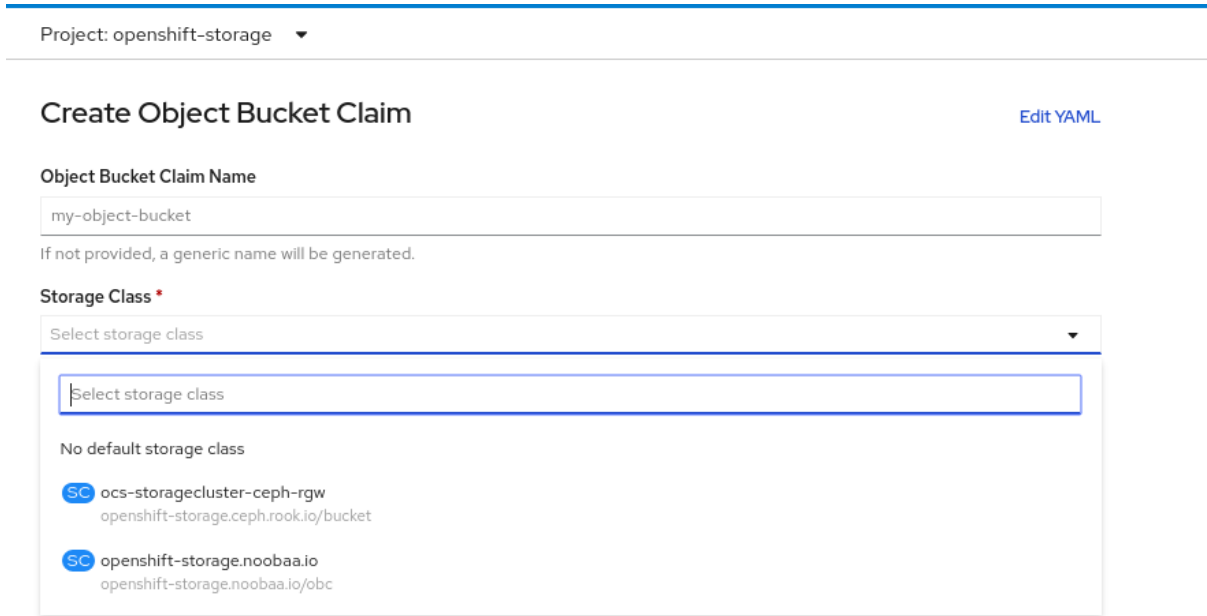 Project: openshift-storage
Create Object Bucket Claim
Edit YAML
Object Bucket Claim Name
my-object-bucket
If not provided, a generic name will be generated.
Storage Class *
Select storage class
Select storage class
No default storage class
SC ocs-storagecluster-ceph-rgw
openshift-storage.ceph.rook.io/bucket
SC openshift-storage.noobaa.io
openshift-storage.noobaa.io/obc